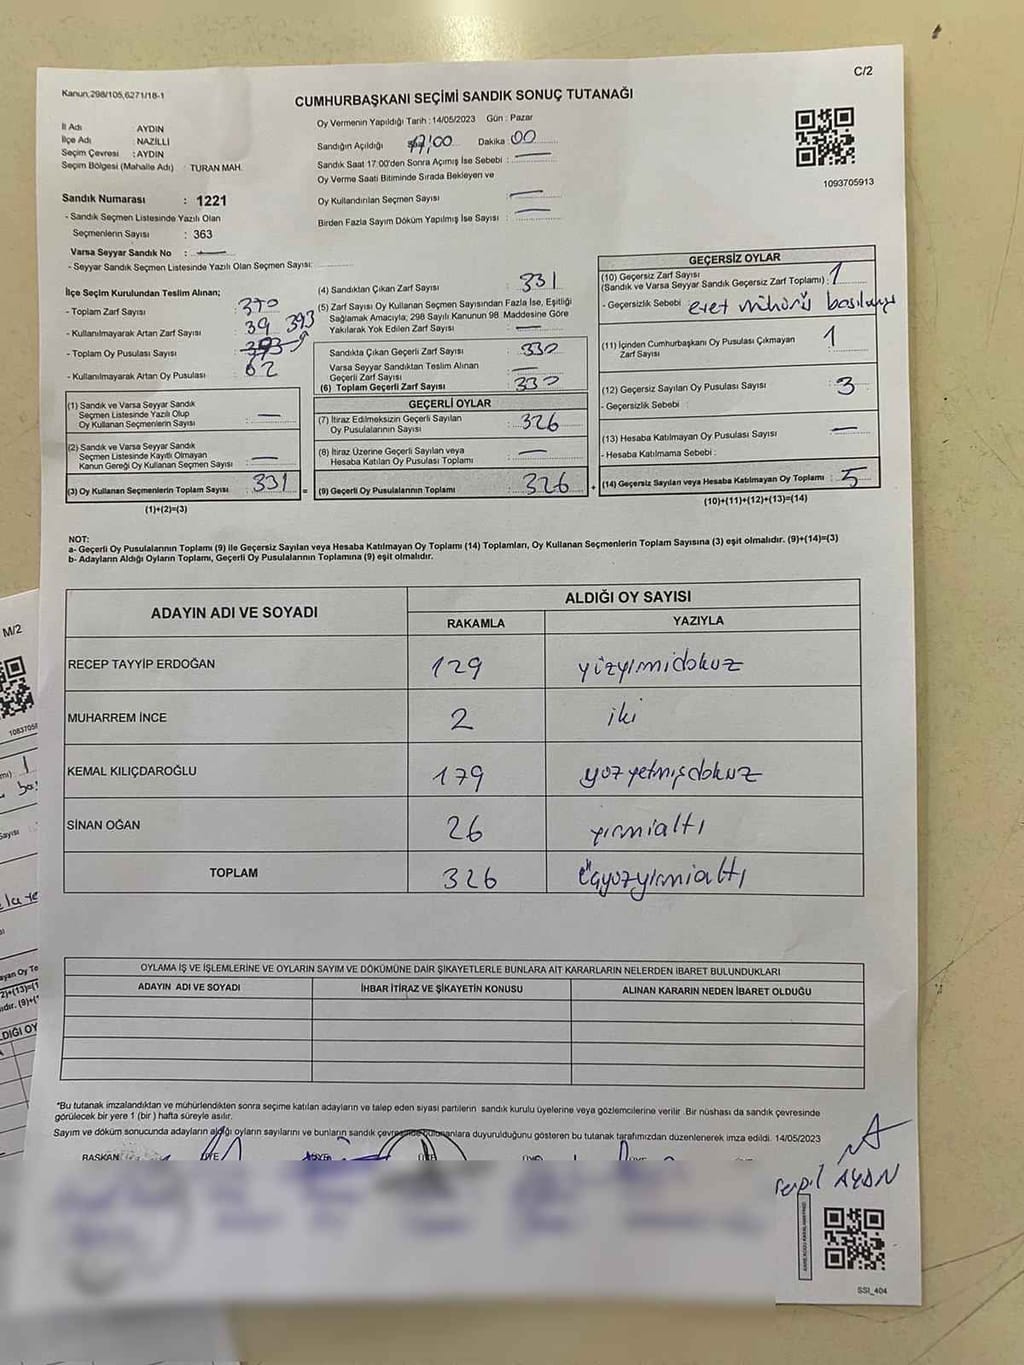 C/2
Kanun:298/105,6271/18-1
CUMHURBAŞKANI SEÇİMİ SANDIK SONUÇ TUTANAĞI
İl Adı AYDIN
İlçe Adı : NAZİLLİ
Seçim Çevresi : AYDIN
Seçim Bölgesi (Mahalle Adı) : TURAN MAH.
Oy Vermenin Yapıldığı Tarih : 14/05/2023 Gün : Pazar
Sandığın Açıldığı 17,00 Dakika : 00
Sandık Saat 17:00'den Sonra Açımış İse Sebebi :
Oy Verme Saati Bitiminde Sırada Bekleyen ve
Oy Kullandırılan Seçmen Sayısı
Birden Fazla Sayım Döküm Yapılmış İse Sayısı :
1093705913
Sandık Numarası : 1221
- Sandık Seçmen Listesinde Yazılı Olan
Seçmenlerin Sayısı : 363
Varsa Seyyar Sandık No :
- Seyyar Sandık Seçmen Listesinde Yazılı Olan Seçmen Sayısı:
İlçe Seçim Kurulundan Teslim Alınan;
- Toplam Zarf Sayısı : 370
- Kullanılmayarak Artan Zarf Sayısı : 39
393
- Toplam Oy Pusulası Sayısı : 393
- Kullanılmayarak Artan Oy Pusulası : 62
(1) Sandık ve Varsa Seyyar Sandık
Seçmen Listesinde Yazılı Olup
Oy Kullanan Seçmenlerin Sayısı :
(2) Sandık ve Varsa Seyyar Sandık
Seçmen Listesinde Kayıtlı Olmayan
Kanun Gereği Oy Kullanan Seçmen Sayısı :
(3) Oy Kullanan Seçmenlerin Toplam Sayısı : 331 =
(1)+(2)=(3)
(4) Sandıktan Çıkan Zarf Sayısı : 331
(5) Zarf Sayısı Oy Kullanan Seçmen Sayısından Fazla İse, Eşitliği
Sağlamak Amacıyla; 298 Sayılı Kanunun 98. Maddesine Göre
Yakılarak Yok Edilen Zarf Sayısı :
Sandıkta Çıkan Geçerli Zarf Sayısı : 330
Varsa Seyyar Sandıktan Teslim Alınan
Geçerli Zarf Sayısı :
(6) Toplam Geçerli Zarf Sayısı : 330
GEÇERLİ OYLAR
(7) İtiraz Edilmeksizin Geçerli Sayılan
Oy Pusulalarının Sayısı : 326
(8) İtiraz Üzerine Geçerli Sayılan veya
Hesaba Katılan Oy Pusulası Toplamı :
(9) Geçerli Oy Pusulalarının Toplamı : 326 +
GEÇERSİZ OYLAR
(10) Geçersiz Zarf Sayısı
(Sandık ve Varsa Seyyar Sandık Geçersiz Zarf Toplamı) : 1
- Geçersizlik Sebebi : evet mühürü
(11) İçinden Cumhurbaşkanı Oy Pusulası Çıkmayan
Zarf Sayısı : 1
(12) Geçersiz Sayılan Oy Pusulası Sayısı : 3
- Geçersizlik Sebebi :
(13) Hesaba Katılmayan Oy Pusulası Sayısı :
- Hesaba Katılmama Sebebi :
(14) Geçersiz Sayılan veya Hesaba Katılmayan Oy Toplamı : 5
(10)+(11)+(12)+(13)=(14)
NOT:
a- Geçerli Oy Pusulalarının Toplamı (9) ile Geçersiz Sayılan veya Hesaba Katılmayan Oy Toplamı (14) Toplamları, Oy Kullanan Seçmenlerin Toplam Sayısına (3) eşit olmalıdır. (9)+(14)=(3)
b- Adayların Aldığı Oyların Toplamı, Geçerli Oy Pusulalarının Toplamına (9) eşit olmalıdır.
ADAYIN ADI VE SOYADI
ALDIĞI OY SAYISI
RAKAMLA YAZIYLA
RECEP TAYYİP ERDOĞAN 129 yüzyirmidokuz
MUHARREM İNCE 2 iki
KEMAL KILIÇDAROĞLU 179 yüzyetmişdokuz
SİNAN OĞAN 26 yirmialtı
TOPLAM 326 Üçyüzyirmialtı
OYLAMA İŞ VE İŞLEMLERİNE VE OYLARIN SAYIM VE DÖKÜMÜNE DAİR ŞİKAYETLERLE BUNLARA AİT KARARLARIN NELERDEN İBARET BULUNDUKLARI
ADAYIN ADI VE SOYADI İHBAR İTİRAZ VE ŞİKAYETİN KONUSU ALINAN KARARIN NEDEN İBARET OLDUĞU
*Bu tutanak imzalandıktan ve mühürlendikten sonra seçime katılan adayların ve talep eden siyasi partilerin sandık kurulu üyelerine veya gözlemcilerine verilir .Bir nüshası da sandık çevresinde
görülecek bir yere 1 (bir ) hafta süreyle asılır.
Sayım ve döküm sonucunda adayların aldığı oyların sayılarını ve bunların sandık çevresinde bulunanlara duyurulduğunu gösteren bu tutanak tarafımızdan düzenlenerek imza edildi. 14/05/2023
BAŞKAN ÜYE
Serpil AYDIN
SSI_404
M/2